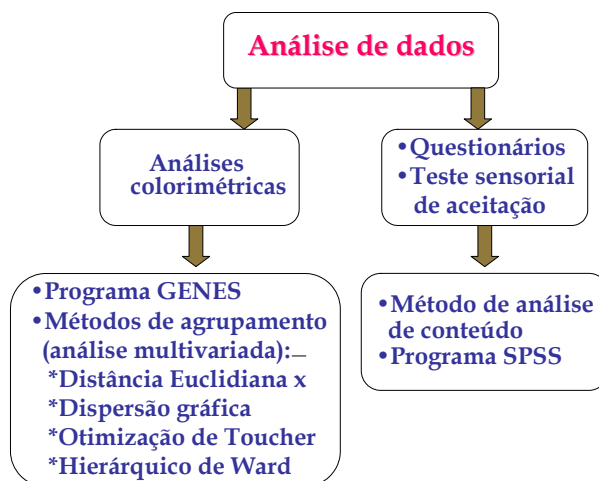 Análise de dados
Análises
colorimétricas
•Questionários
•Teste sensorial
de aceitação
•Programa GENES
•Métodos de agrupamento
(análise multivariada):
*Distância Euclidiana x
*Dispersão gráfica
*Otimização de Toucher
*Hierárquico de Ward
•Método de análise
de conteúdo
•Programa SPSS